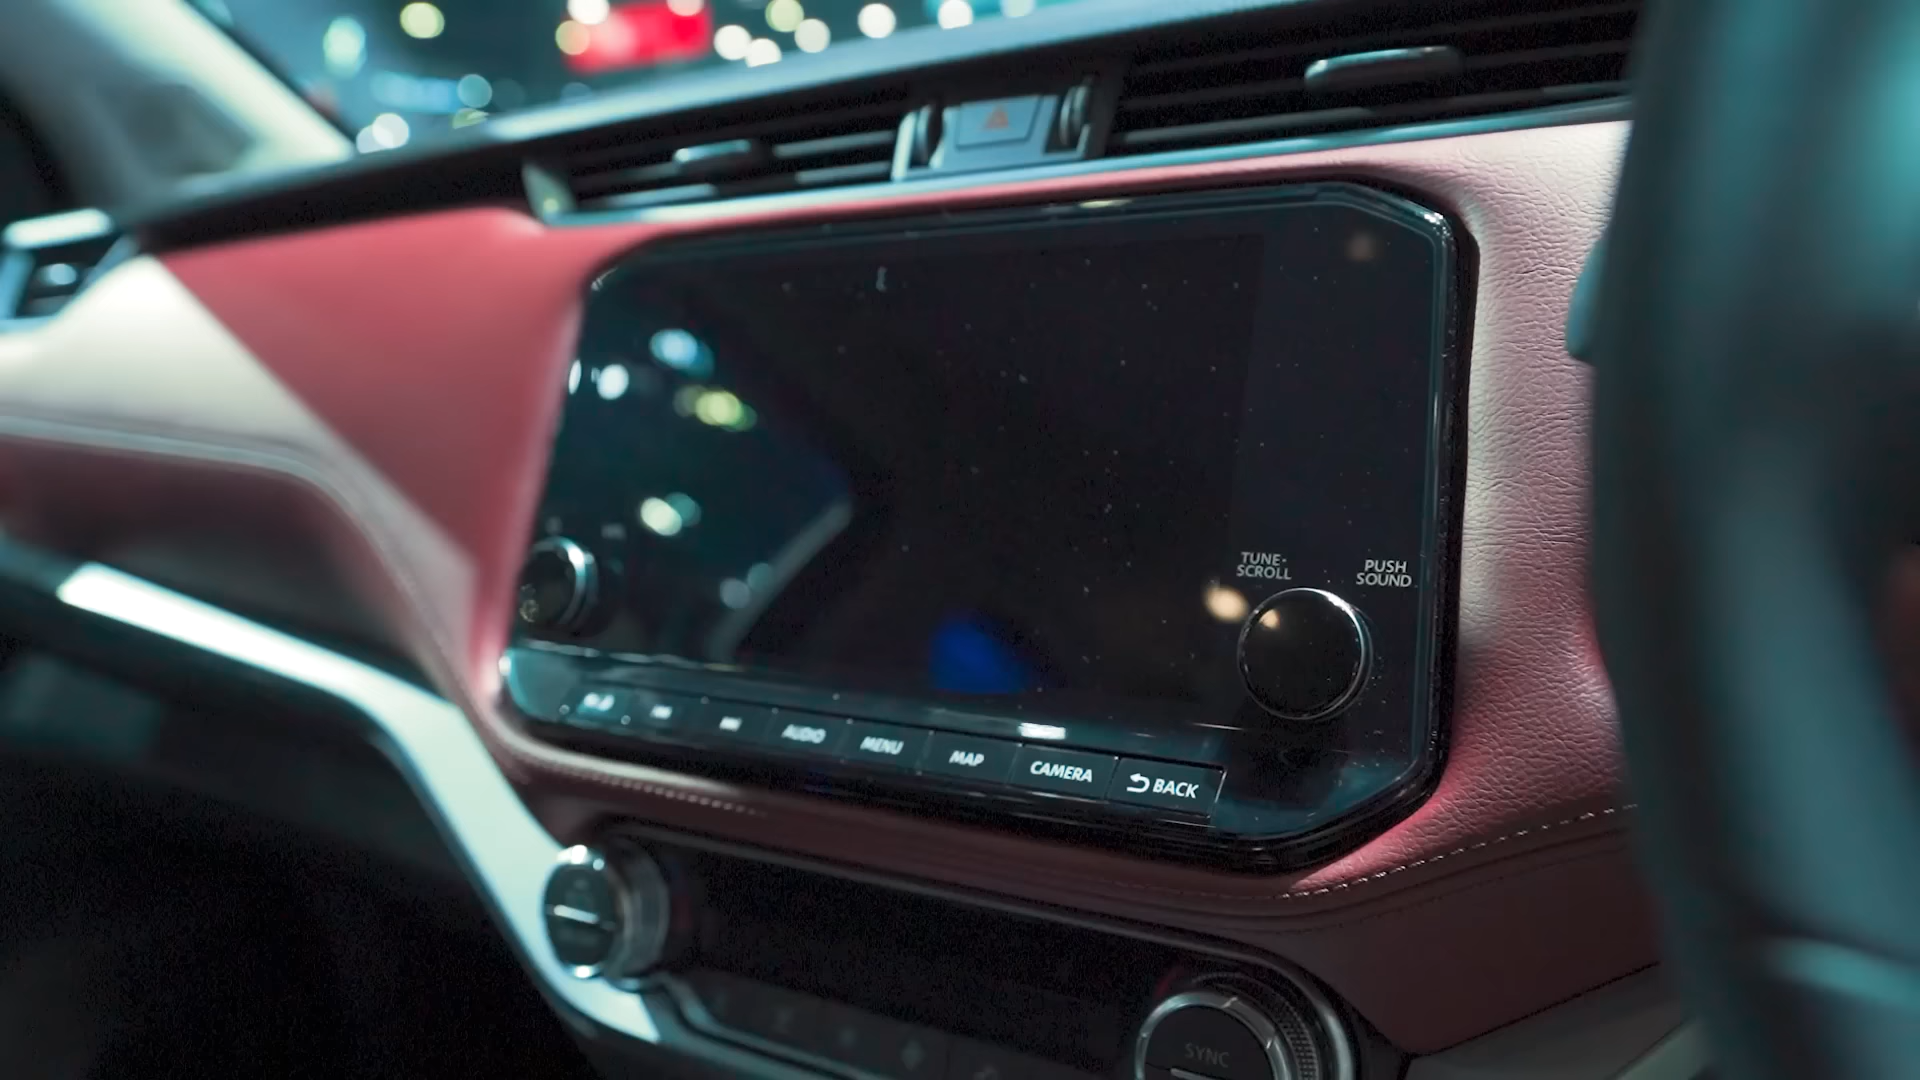 TUNE·
SCROLL
PUSH
SOUND
AUDIO
MENU
MAP
CAMERA
BACK
SYNC